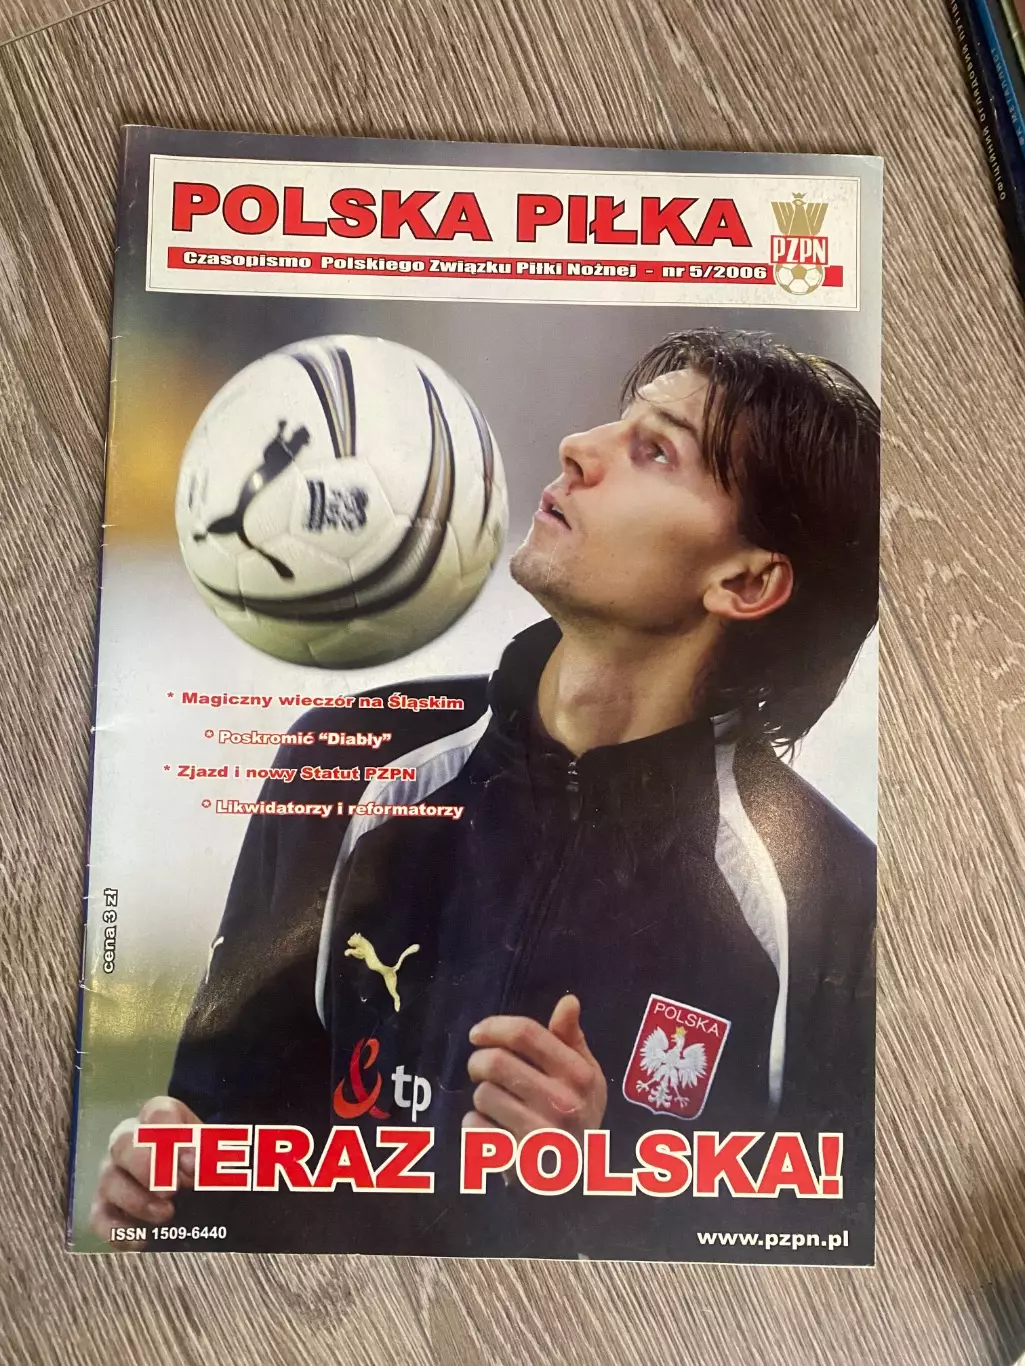 POLSKA PIŁKA
Czasopismo Polskiego Związku Piłki Nożnej - nr 5/2006
PZPN
* Magiczny wieczór na Śląskim
* Poskromić "Diabły"
* Zjazd i nowy Statut PZPN
* Likwidatorzy i reformatorzy
cena 3 zł
POLSKA
tp
TERAZ POLSKA!
ISSN 1509-6440
www.pzpn.pl